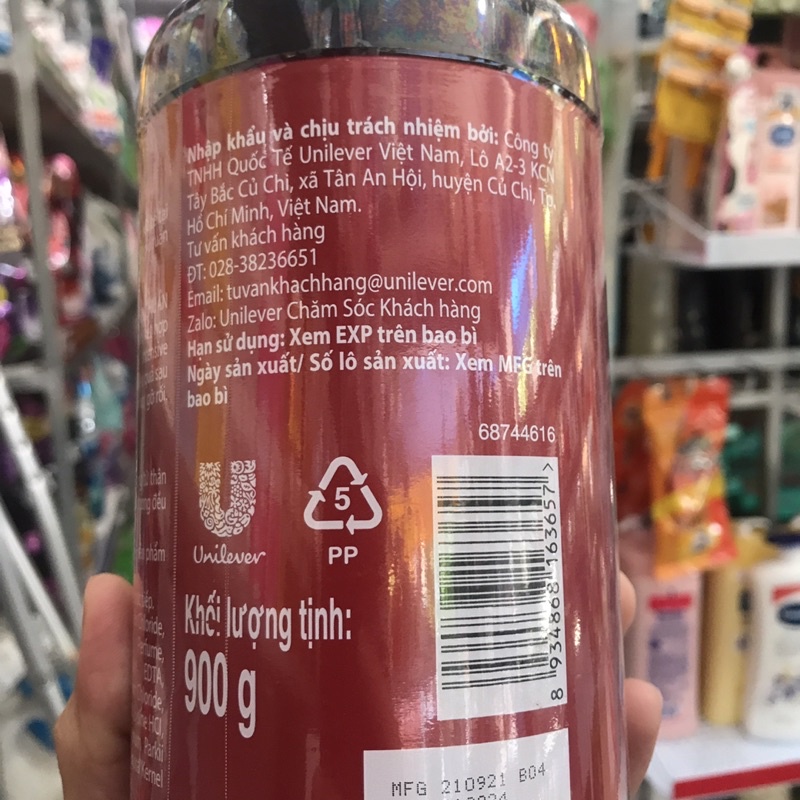 Nhập khẩu và chịu trách nhiệm bởi: Công ty
TNHH Quốc Tế Unilever Việt Nam, Lô A2-3 KCN
Tây Bắc Củ Chi, xã Tân An Hội, huyện Củ Chi, Tp.
Hồ Chí Minh, Việt Nam.
Tư vấn khách hàng
ĐT: 028-38236651
Email: tuvankhachhang@unilever.com
Zalo: Unilever Chăm Sóc Khách hàng
Hạn sử dụng: Xem EXP trên bao bì
Ngày sản xuất/ Số lô sản xuất: Xem MFG trên
bao bì
68744616
Unilever
5
PP
8 934868 163657 >
Khối lượng tịnh:
900 g
MFG 210921 B04